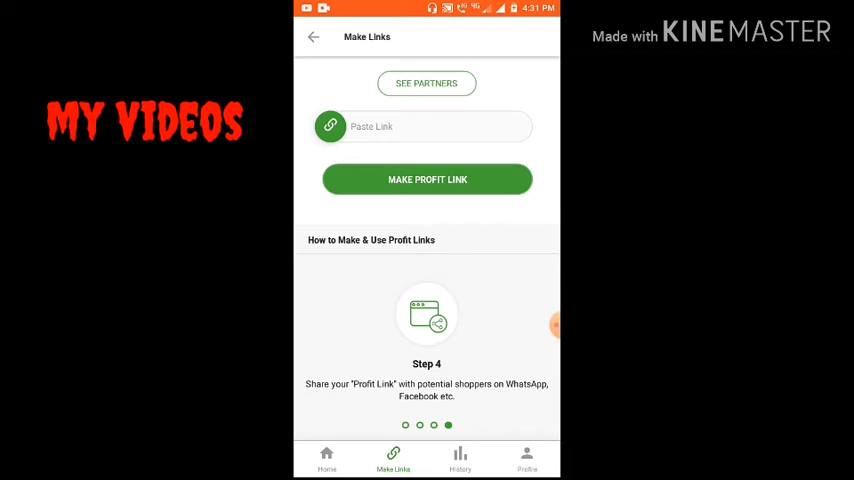 4G 4:31 PM
Make Links
Made with KINEMASTER
SEE PARTNERS
MY VIDEOS
Paste Link
MAKE PROFIT LINK
How to Make & Use Profit Links
Step 4
Share your "Profit Link" with potential shoppers on WhatsApp,
Facebook etc.
Home Make Links History Profile